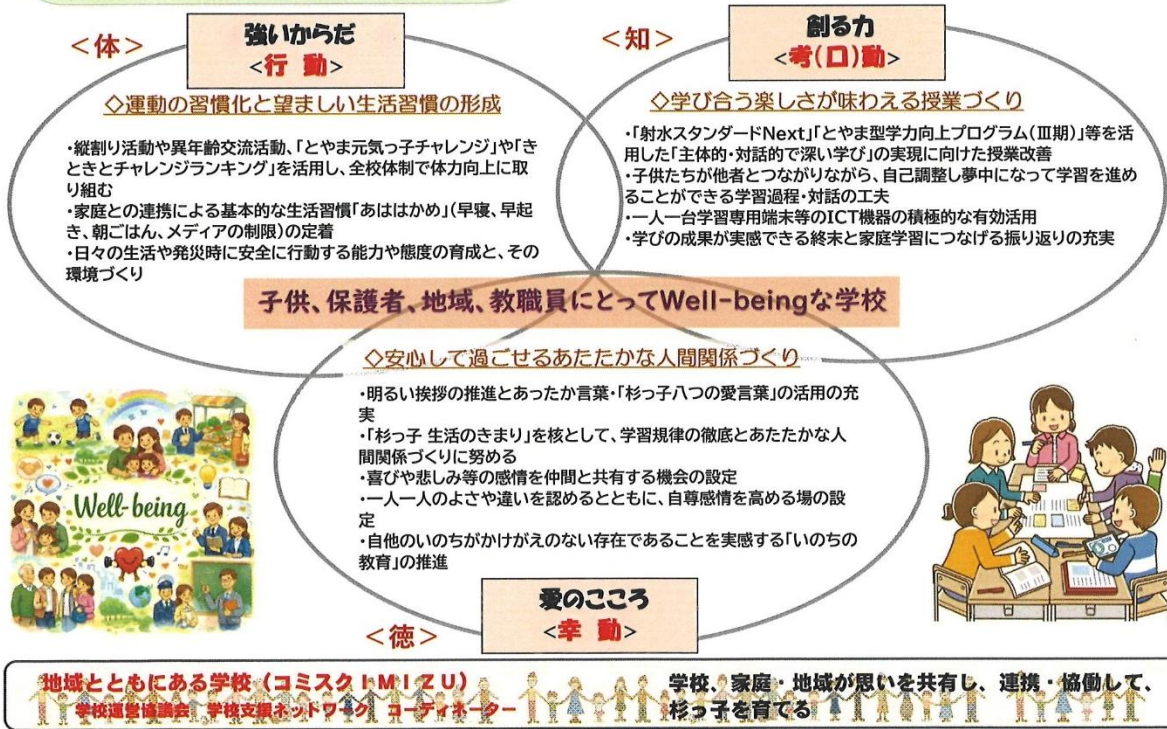 <体>
強いからだ
<行 動>
◇運動の習慣化と望ましい生活習慣の形成
・縦割り活動や異年齢交流活動、「とやま元気っ子チャレンジ」や「き
ときとチャレンジランキング」を活用し、全校体制で体力向上に取
り組む
・家庭との連携による基本的な生活習慣「あははかめ」(早寝、早起
き、朝ごはん、メディアの制限)の定着
・日々の生活や発災時に安全に行動する能力や態度の育成と、その
環境づくり
<知>
創る力
<考(口)動>
◇学び合う楽しさが味わえる授業づくり
・「射水スタンダードNext」「とやま型学力向上プログラム(Ⅲ期)」等を活
用した「主体的・対話的で深い学び」の実現に向けた授業改善
・子供たちが他者とつながりながら、自己調整し夢中になって学習を進め
ることができる学習過程・対話の工夫
・一人一台学習専用端末等のICT機器の積極的な有効活用
・学びの成果が実感できる終末と家庭学習につなげる振り返りの充実
子供、保護者、地域、教職員にとってWell-beingな学校
◇安心して過ごせるあたたかな人間関係づくり
・明るい挨拶の推進とあったか言葉・「杉っ子八つの愛言葉」の活用の充
実
・「杉っ子 生活のきまり」を核として、学習規律の徹底とあたたかな人
間関係づくりに努める
・喜びや悲しみ等の感情を仲間と共有する機会の設定
・一人一人のよさや違いを認めるとともに、自尊感情を高める場の設
定
・自他のいのちがかけがえのない存在であることを実感する「いのちの
教育」の推進
Well-being
<徳>
愛のこころ
<幸 動>
地域とともにある学校(コミスクIMIZU)
学校運営協議会 学校支援ネットワーク コーディネーター
学校、家庭・地域が思いを共有し、連携・協働して、
杉っ子を育てる